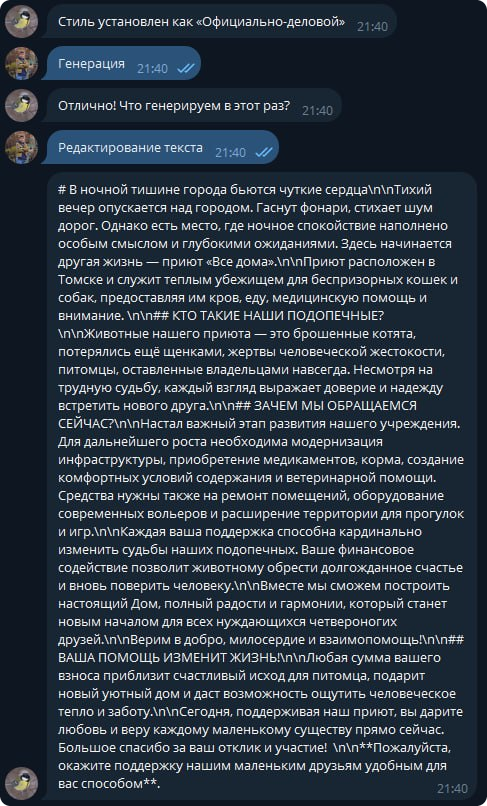 Стиль установлен как «Официально-деловой»
21:40
Генерация
21:40
Отлично! Что генерируем в этот раз?
21:40
Редактирование текста
21:40
# В ночной тишине города бьются чуткие сердца\n\nТихий
вечер опускается над городом. Гаснут фонари, стихает шум
дорог. Однако есть место, где ночное спокойствие наполнено
особым смыслом и глубокими ожиданиями. Здесь начинается
другая жизнь — приют «Все дома».\n\nПриют расположен в
Томске и служит теплым убежищем для беспризорных кошек и
собак, предоставляя им кров, еду, медицинскую помощь и
внимание. \n\n## КТО ТАКИЕ НАШИ ПОДОПЕЧНЫЕ?
\n\nЖивотные нашего приюта — это брошенные котята,
потерялись ещё щенками, жертвы человеческой жестокости,
питомцы, оставленные владельцами навсегда. Несмотря на
трудную судьбу, каждый взгляд выражает доверие и надежду
встретить нового друга.\n\n## ЗАЧЕМ МЫ ОБРАЩАЕМСЯ
СЕЙЧАС?\n\nНастал важный этап развития нашего учреждения.
Для дальнейшего роста необходима модернизация
инфраструктуры, приобретение медикаментов, корма, создание
комфортных условий содержания и ветеринарной помощи.
Средства нужны также на ремонт помещений, оборудование
современных вольеров и расширение территории для прогулок
и игр.\n\nКаждая ваша поддержка способна кардинально
изменить судьбы наших подопечных. Ваше финансовое
содействие позволит животному обрести долгожданное счастье
и вновь поверить человеку.\n\nВместе мы сможем построить
настоящий Дом, полный радости и гармонии, который станет
новым началом для всех нуждающихся четвероногих
друзей.\n\nВерим в добро, милосердие и взаимопомощь!\n\n##
ВАША ПОМОЩЬ ИЗМЕНИТ ЖИЗНЬ!\n\nЛюбая сумма вашего
взноса приблизит счастливый исход для питомца, подарит
новый уютный дом и даст возможность ощутить человеческое
тепло и заботу.\n\nСегодня, поддерживая наш приют, вы дарите
любовь и веру каждому маленькому существу прямо сейчас.
Большое спасибо за ваш отклик и участие!  \n\n**Пожалуйста,
окажите поддержку нашим маленьким друзьям удобным для
вас способом**.
21:40